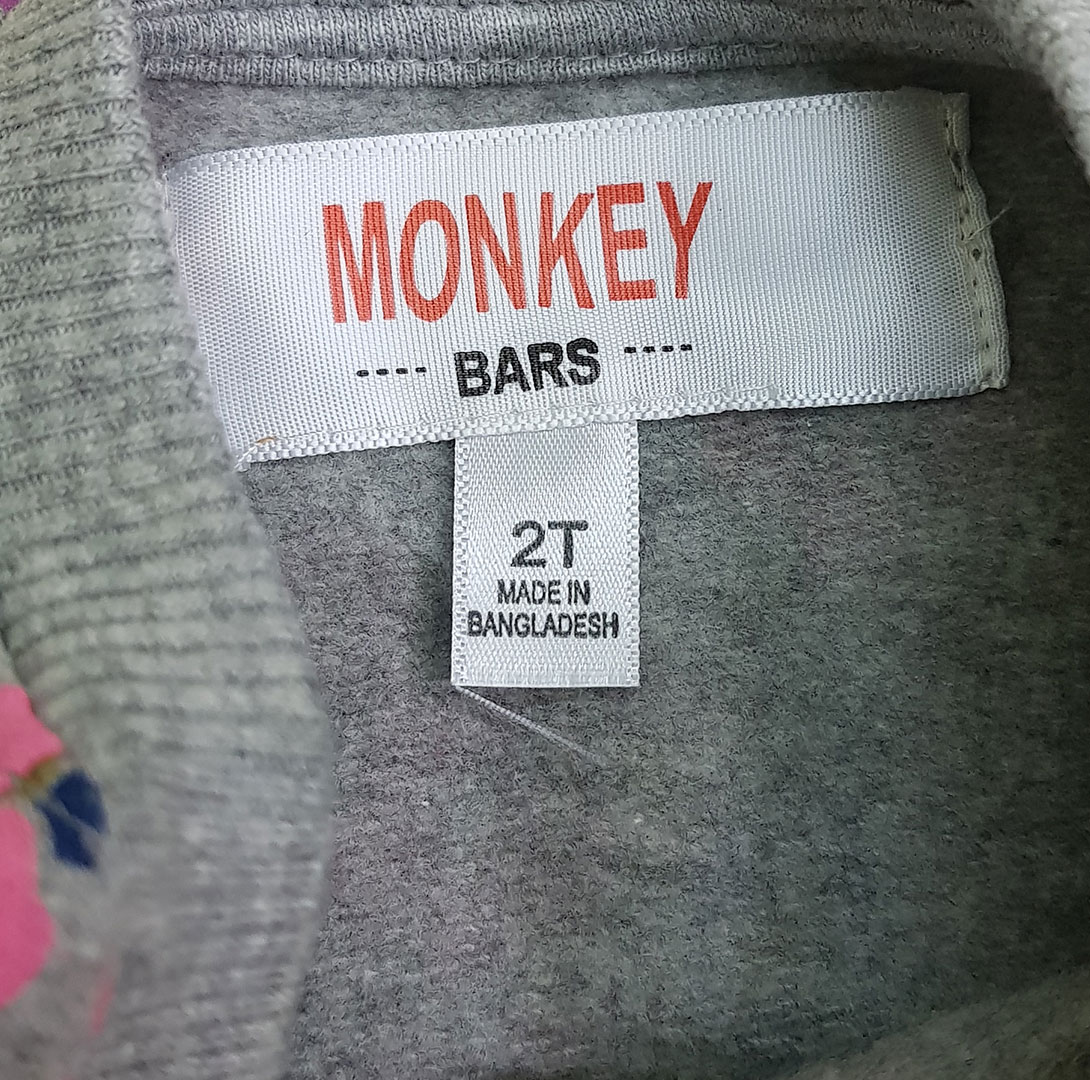 MONKEY
---- BARS ----
2T
MADE IN
BANGLADESH